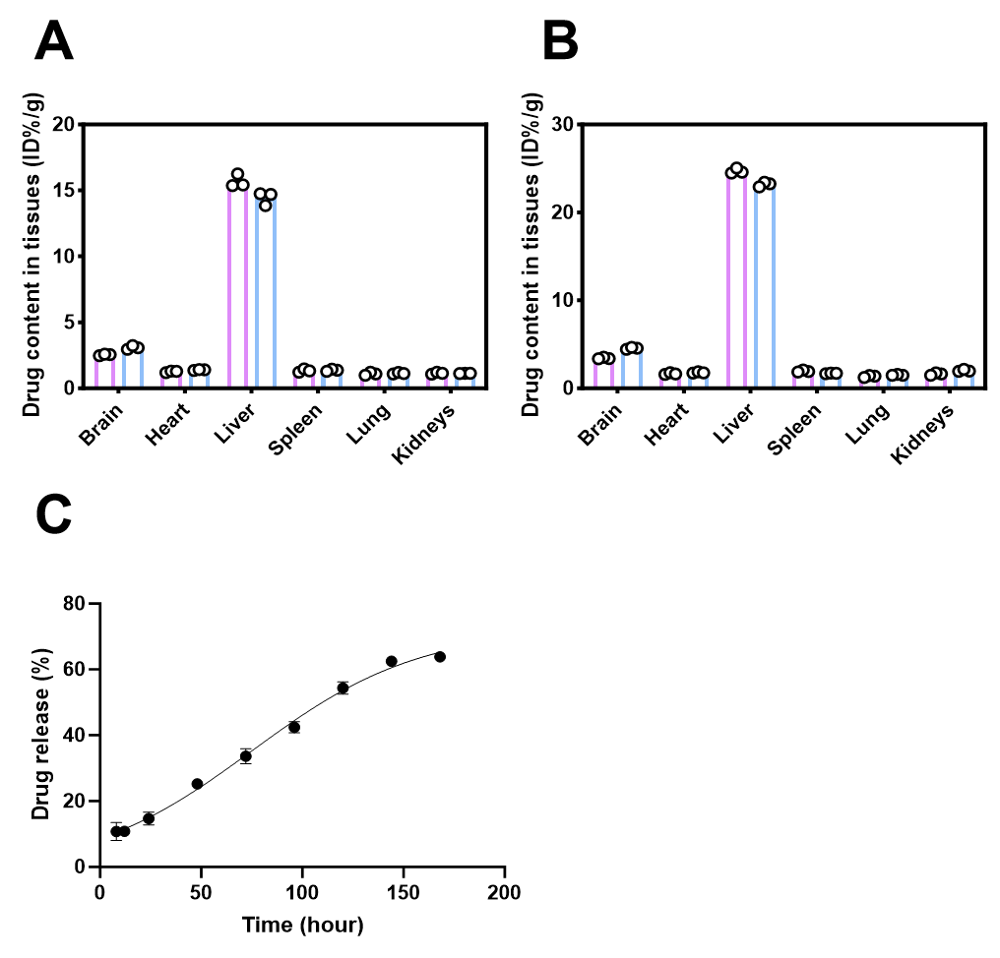 A
Drug content in tissues (ID%/g)
20
15
10
5
0
Brain
Heart
Liver
Spleen
Lung
Kidneys
B
Drug content in tissues (ID%/g)
30
20
10
0
Brain
Heart
Liver
Spleen
Lung
Kidneys
C
Drug release (%)
80
60
40
20
0
0 50 100 150 200
Time (hour)